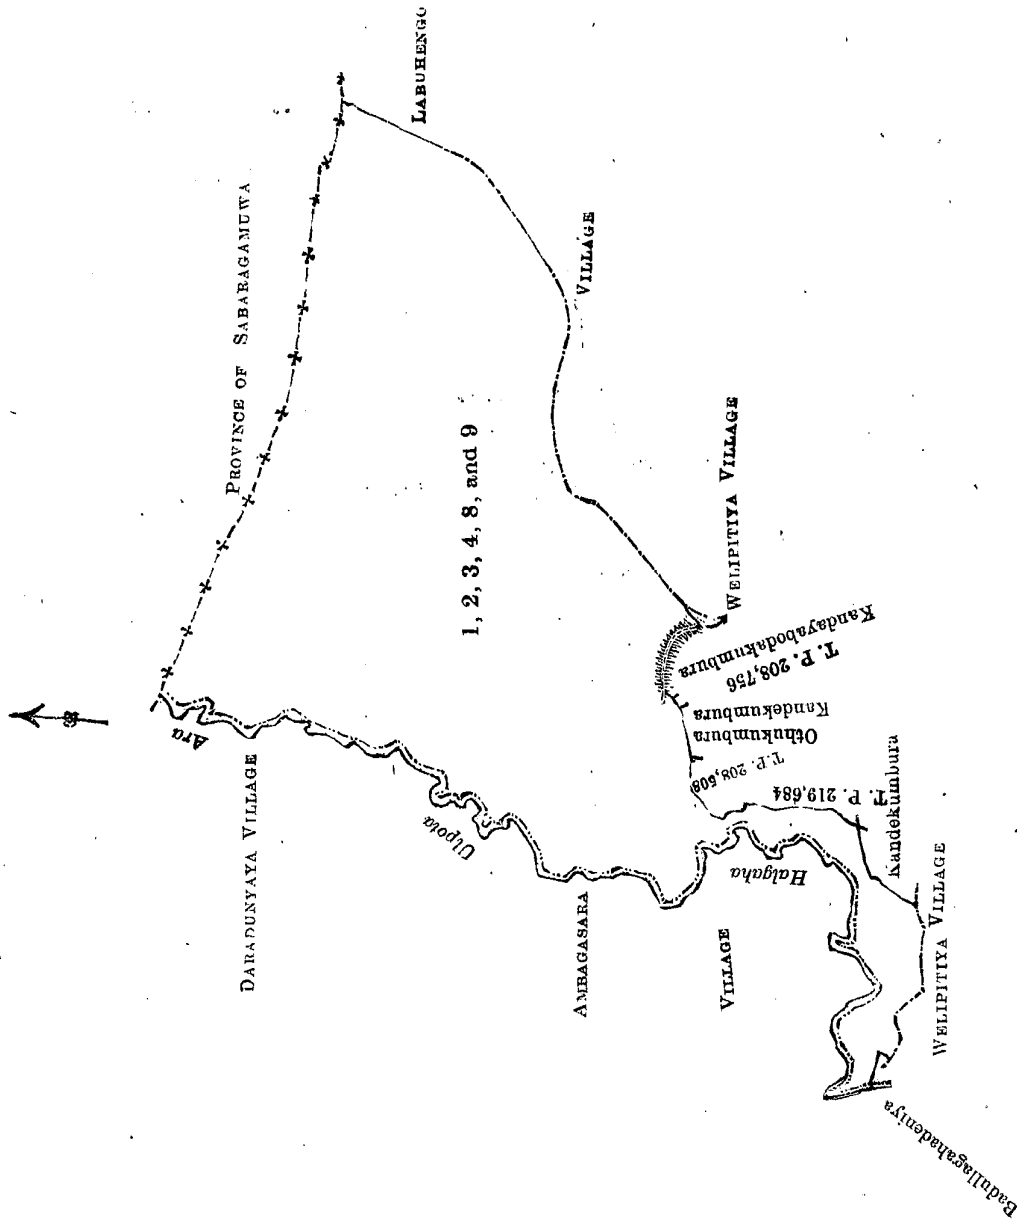 LABUHENGO
PROVINCE OF SABARAGAMUWA
VILLAGE
1, 2, 3, 4, 8, and 9
WELIPITIYA VILLAGE
Kandayabodakumbura
T. P. 208,756
Kandekumbura
Othukumbura
T. P. 208,508
T. P. 219,684
Kandekumbura
Ara
DARADUNYAYA VILLAGE
Ulpota
AMBAGASARA
VILLAGE
Halgaha
WELIPITIYA VILLAGE
Badullagahadeniya